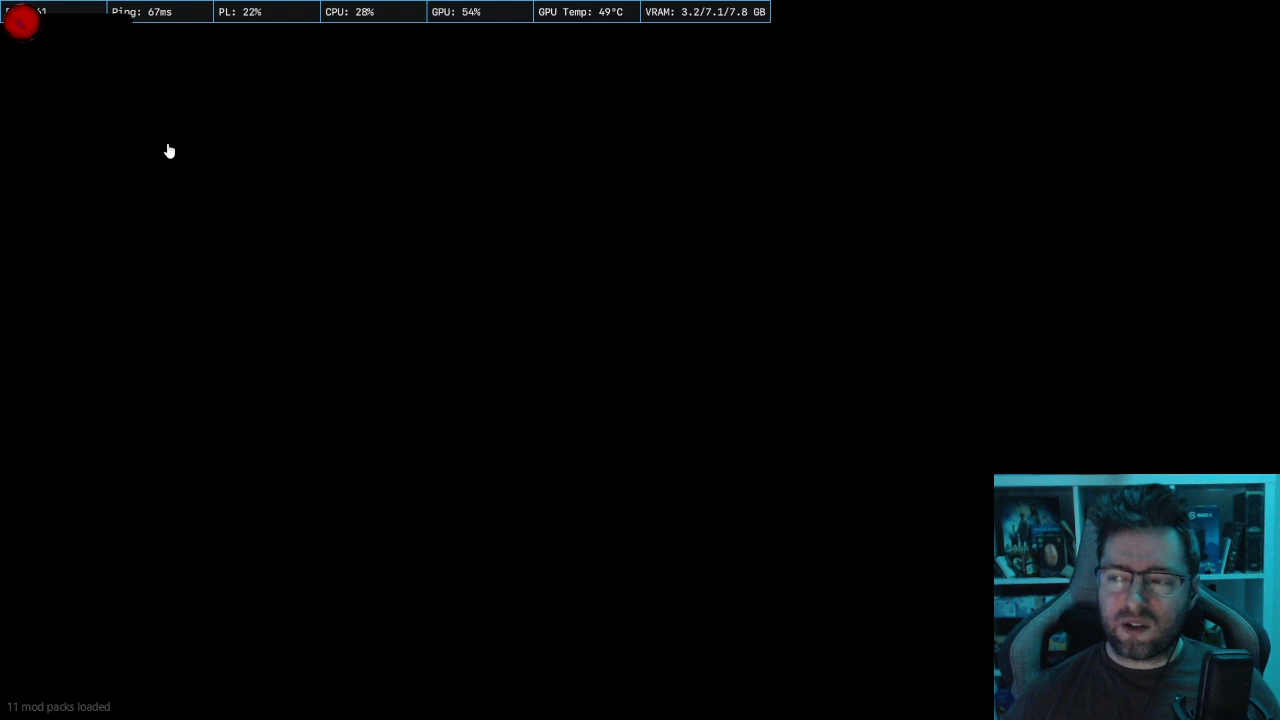 Ping: 67ms PL: 22% CPU: 28% GPU: 54% GPU Temp: 49°C VRAM: 3.2/7.1/7.8 GB
11 mod packs loaded